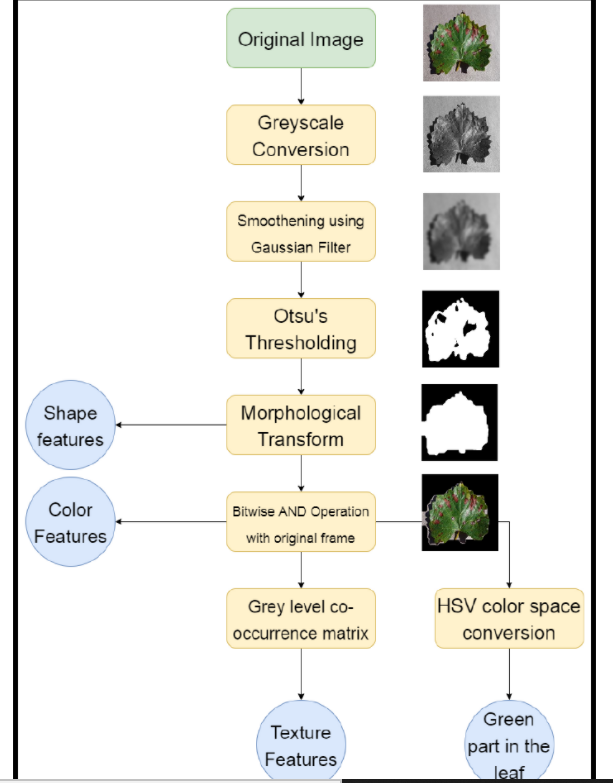 Original Image
Greyscale
Conversion
Smoothening using
Gaussian Filter
Otsu's
Thresholding
Shape
features
Morphological
Transform
Color
Features
Bitwise AND Operation
with original frame
Grey level co-
occurrence matrix
HSV color space
conversion
Texture
Features
Green
part in the
leaf